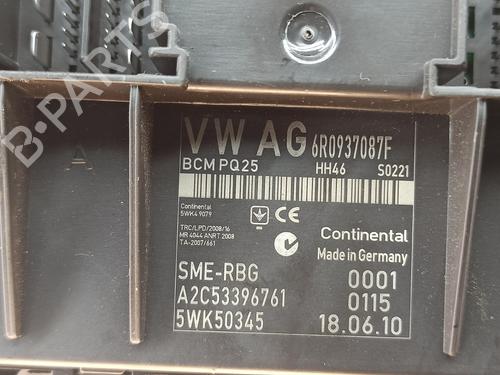 VW AG 6R0937087F
BCM PQ25 HH46 S0221
Continental
5WK4 9079
TRC/LPD/2008/16
MR 4044 ANRT 2008
TA-2007/661
CE
Continental
Made in Germany
SME-RBG 0001
A2C53396761 0115
5WK50345 18.06.10
A
B-PARTS